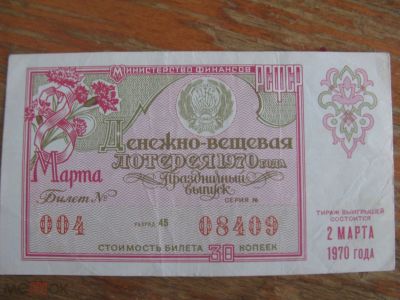 Министерство финансов РСФСР
8 Марта
Денежно-вещевая
лотерея 1970 года
Праздничный
выпуск
Билет № серия №
004 разряд 45 08409
Стоимость билета 30 копеек
Тираж выигрышей
состоится
2 марта
1970 года